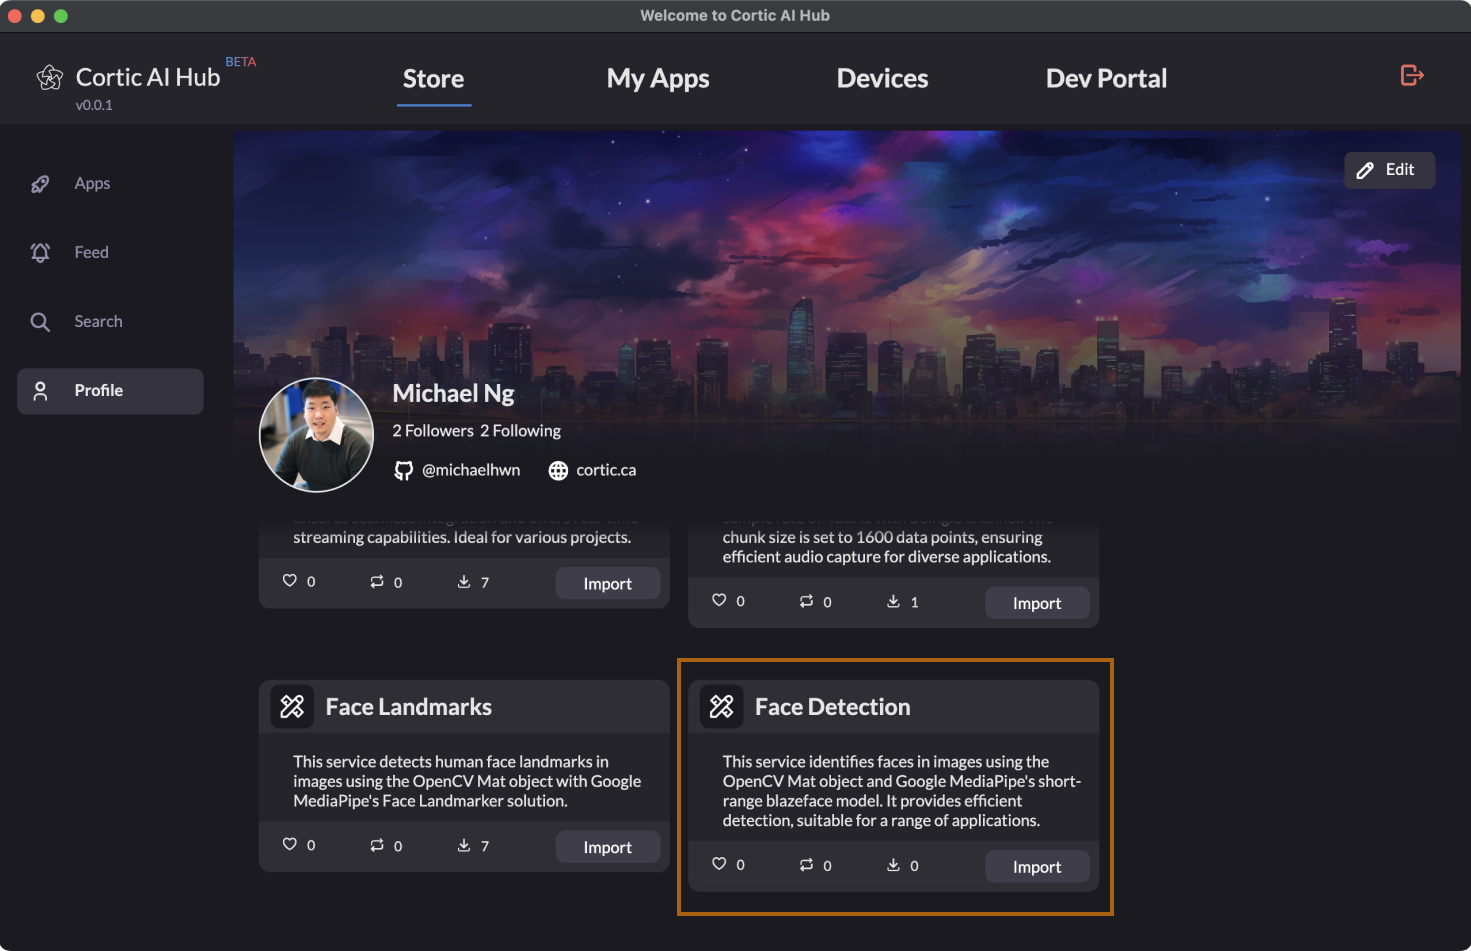 Welcome to Cortic AI Hub
Cortic AI Hub BETA
v0.0.1
Store
My Apps
Devices
Dev Portal
Apps
Feed
Search
Profile
Edit
Michael Ng
2 Followers 2 Following
@michaelhwn
cortic.ca
streaming capabilities. Ideal for various projects.
0
0
7
Import
chunk size is set to 1600 data points, ensuring
efficient audio capture for diverse applications.
0
0
1
Import
Face Landmarks
This service detects human face landmarks in
images using the OpenCV Mat object with Google
MediaPipe's Face Landmarker solution.
0
0
7
Import
Face Detection
This service identifies faces in images using the
OpenCV Mat object and Google MediaPipe's short-
range blazeface model. It provides efficient
detection, suitable for a range of applications.
0
0
0
Import